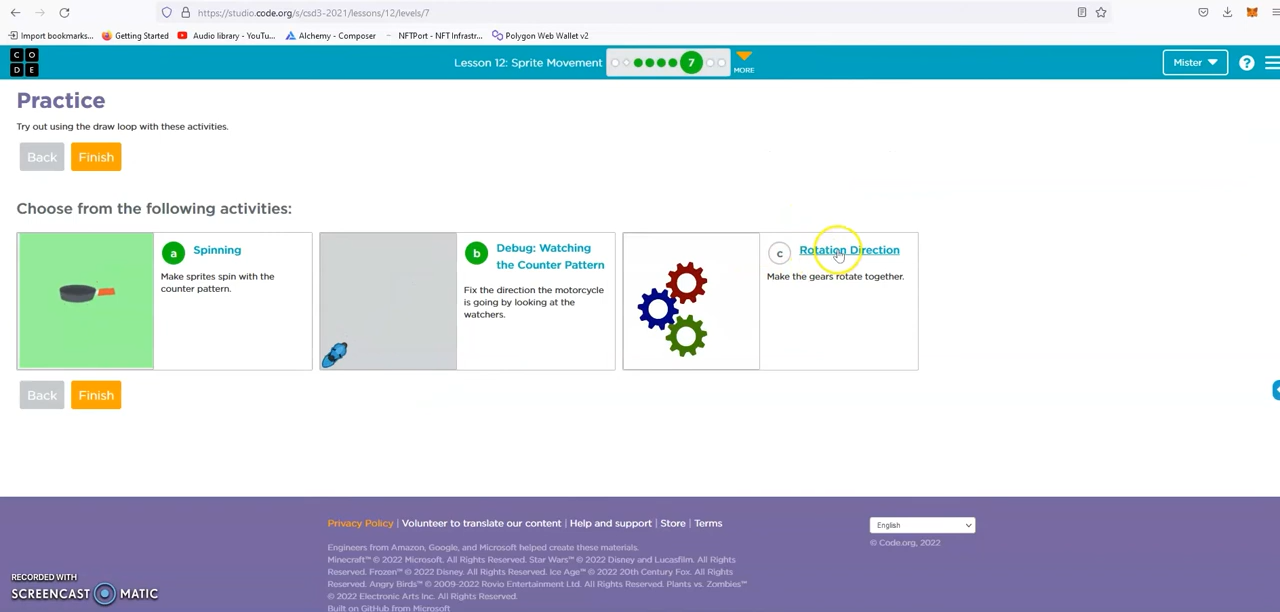 https://studio.code.org/s/csd3-2021/lessons/12/levels/7
Import bookmarks... Getting Started Audio library - YouTu... Alchemy - Composer NFTPort - NFT Infrastr... Polygon Web Wallet v2
C O D E
Lesson 12: Sprite Movement 7 MORE Mister ?
Practice
Try out using the draw loop with these activities.
Back Finish
Choose from the following activities:
a Spinning
Make sprites spin with the
counter pattern.
b Debug: Watching
the Counter Pattern
Fix the direction the motorcycle
is going by looking at the
watchers.
c Rotation Direction
Make the gears rotate together.
Back Finish
Privacy Policy | Volunteer to translate our content | Help and support | Store | Terms
English
© Code.org, 2022
Engineers from Amazon, Google, and Microsoft helped create these materials.
Minecraft™ © 2022 Microsoft. All Rights Reserved. Star Wars™ © 2022 Disney and Lucasfilm. All
Rights Reserved. Frozen™ © 2022 Disney. All Rights Reserved. Ice Age™ © 2022 20th Century Fox. All
Rights Reserved. Angry Birds™ © 2009-2022 Rovio Entertainment Ltd. All Rights Reserved. Plants vs. Zombies™
© 2022 Electronic Arts Inc. All Rights Reserved.
Built on GitHub from Microsoft
RECORDED WITH
SCREENCAST MATIC